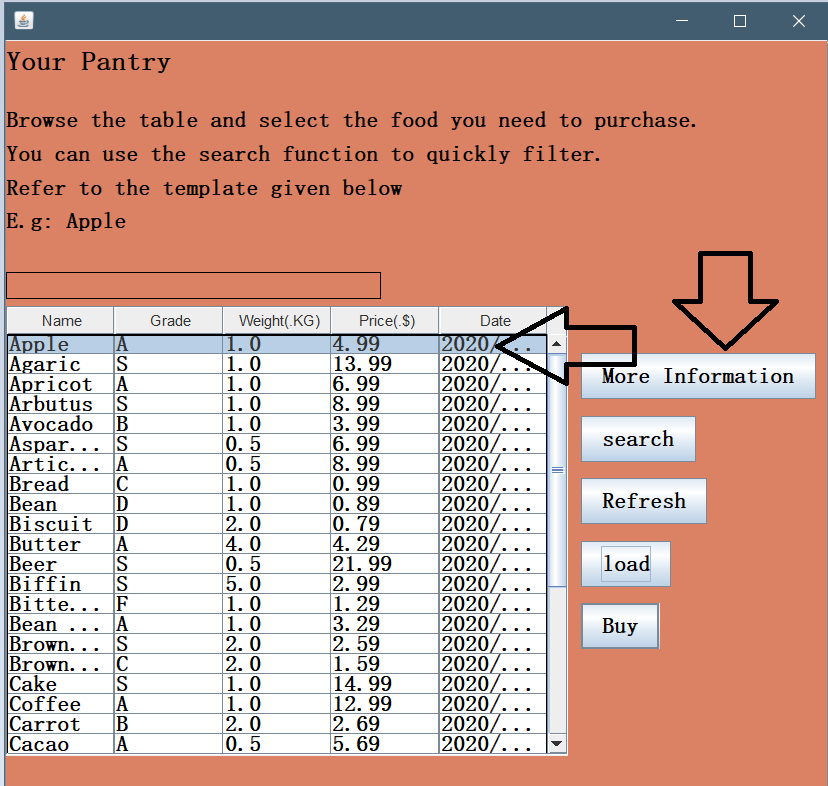 Your Pantry
Browse the table and select the food you need to purchase.
You can use the search function to quickly filter.
Refer to the template given below
E.g: Apple
Name Grade Weight(.KG) Price(.$) Date
Apple A 1.0 4.99 2020/...
Agaric S 1.0 13.99 2020/...
Apricot A 1.0 6.99 2020/...
Arbutus S 1.0 8.99 2020/...
Avocado B 1.0 3.99 2020/...
Aspar... S 0.5 6.99 2020/...
Artic... A 0.5 8.99 2020/...
Bread C 1.0 0.99 2020/...
Bean D 1.0 0.89 2020/...
Biscuit D 2.0 0.79 2020/...
Butter A 4.0 4.29 2020/...
Beer S 0.5 21.99 2020/...
Biffin S 5.0 2.99 2020/...
Bitte... F 1.0 1.29 2020/...
Bean ... A 1.0 3.29 2020/...
Brown... S 2.0 2.59 2020/...
Brown... C 2.0 1.59 2020/...
Cake S 1.0 14.99 2020/...
Coffee A 1.0 12.99 2020/...
Carrot B 2.0 2.69 2020/...
Cacao A 0.5 5.69 2020/...
More Information
search
Refresh
load
Buy